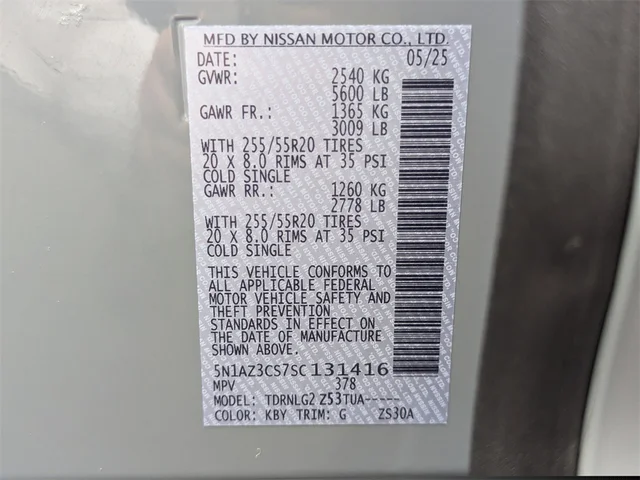 MFD BY NISSAN MOTOR CO., LTD.
DATE: 05/25
GVWR: 2540 KG
5600 LB
GAWR FR.: 1365 KG
3009 LB
WITH 255/55R20 TIRES
20 X 8.0 RIMS AT 35 PSI
COLD SINGLE
GAWR RR.: 1260 KG
2778 LB
WITH 255/55R20 TIRES
20 X 8.0 RIMS AT 35 PSI
COLD SINGLE
THIS VEHICLE CONFORMS TO
ALL APPLICABLE FEDERAL
MOTOR VEHICLE SAFETY AND
THEFT PREVENTION
STANDARDS IN EFFECT ON
THE DATE OF MANUFACTURE
SHOWN ABOVE.
5N1AZ3CS7SC131416
MPV 378
MODEL: TDRNLG2 Z53TUA-----
COLOR: KBY TRIM: G ZS30A